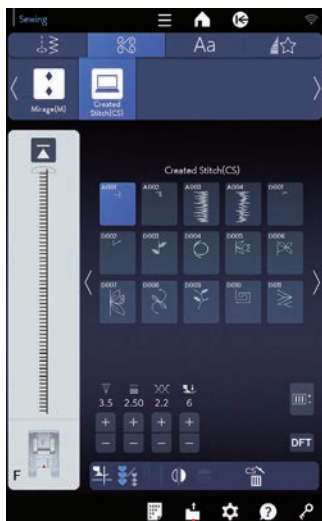 Sewing
Aa
Mirage(M)
Created
Stitch(CS)
Created Stitch(CS)
A001 A002 A003 A004 D001
D002 D003 D004 D005 D006
D007 D008 D009 D010 D011
3.5 2.50 2.2 6
+ + + +
− − − −
DFT
F
CS
?